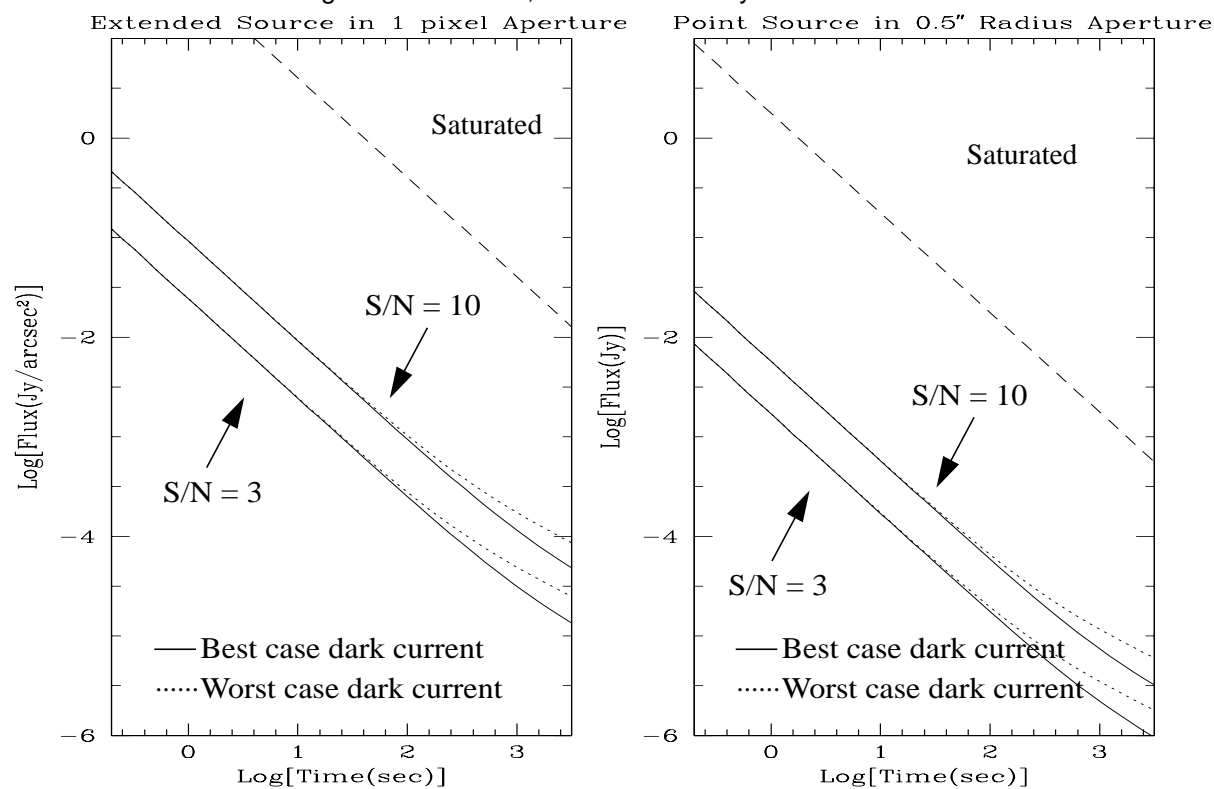 Extended Source in 1 pixel Aperture
Saturated
S/N = 10
S/N = 3
Best case dark current
Worst case dark current
0
−2
−4
−6
0 1 2 3
Log[Flux(Jy/arcsec²)]
Log[Time(sec)]
Point Source in 0.5″ Radius Aperture
Saturated
S/N = 10
S/N = 3
Best case dark current
Worst case dark current
0
−2
−4
−6
0 1 2 3
Log[Flux(Jy)]
Log[Time(sec)]